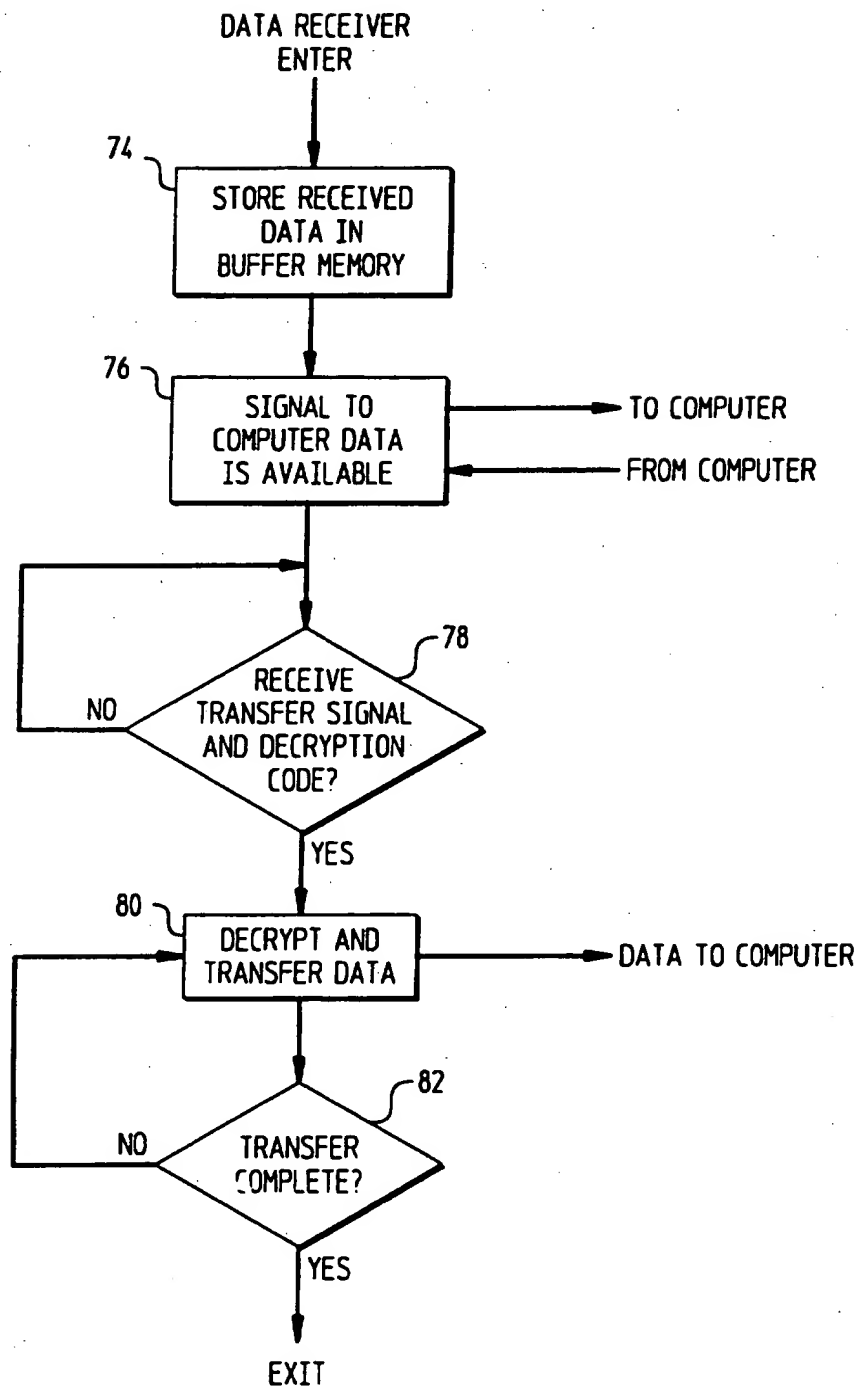 DATA RECEIVER
ENTER
74
STORE RECEIVED
DATA IN
BUFFER MEMORY
76
SIGNAL TO
COMPUTER DATA
IS AVAILABLE
TO COMPUTER
FROM COMPUTER
78
RECEIVE
TRANSFER SIGNAL
AND DECRYPTION
CODE?
NO
YES
80
DECRYPT AND
TRANSFER DATA
DATA TO COMPUTER
82
TRANSFER
COMPLETE?
NO
YES
EXIT